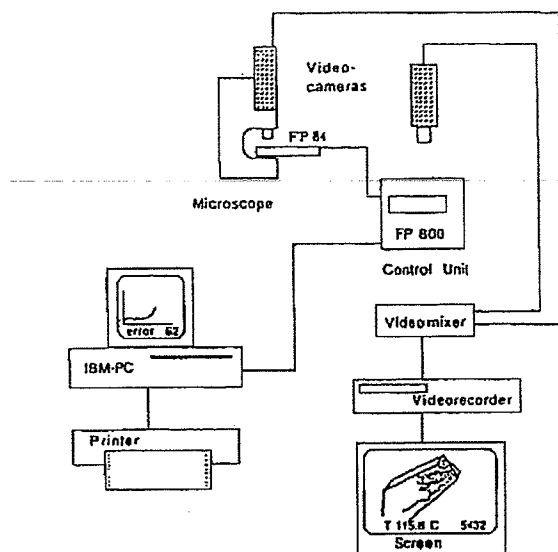 Video-
cameras
FP 84
Microscope
FP 800
Control Unit
error 62
IBM-PC
Videomixer
Videorecorder
Printer
T 115.8 C 5432
Screen